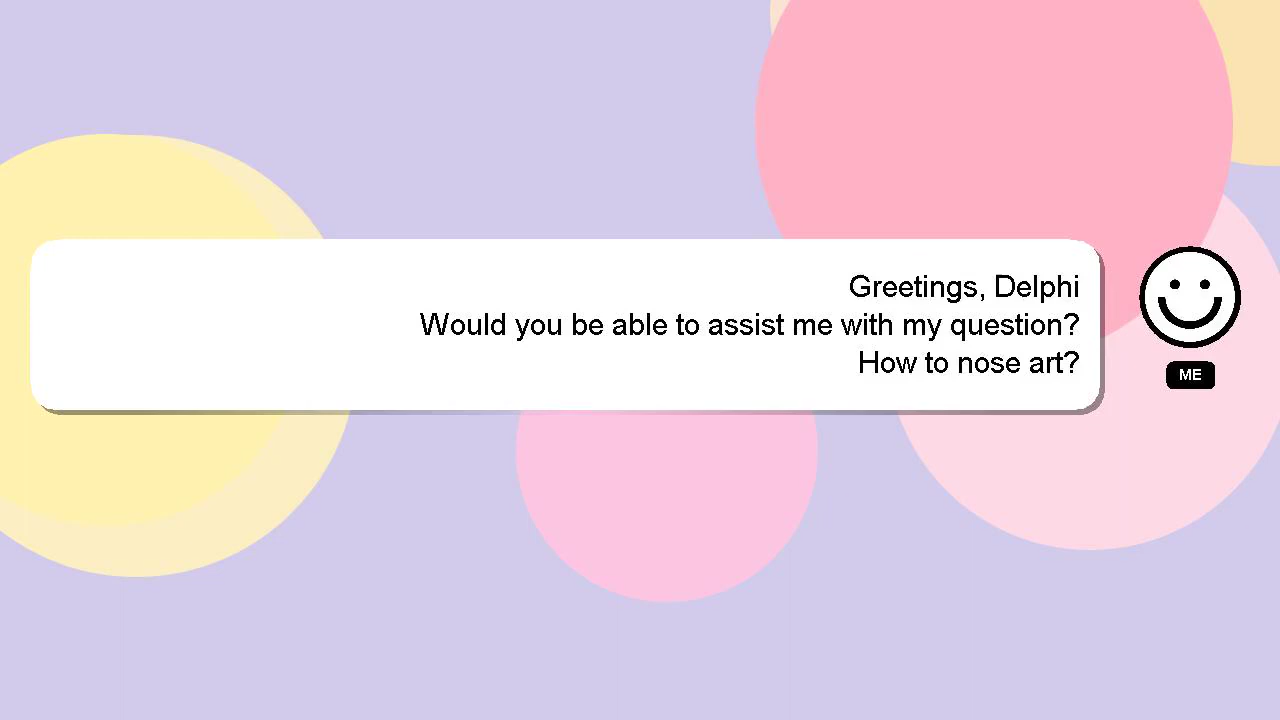 Greetings, Delphi
Would you be able to assist me with my question?
How to nose art?
ME